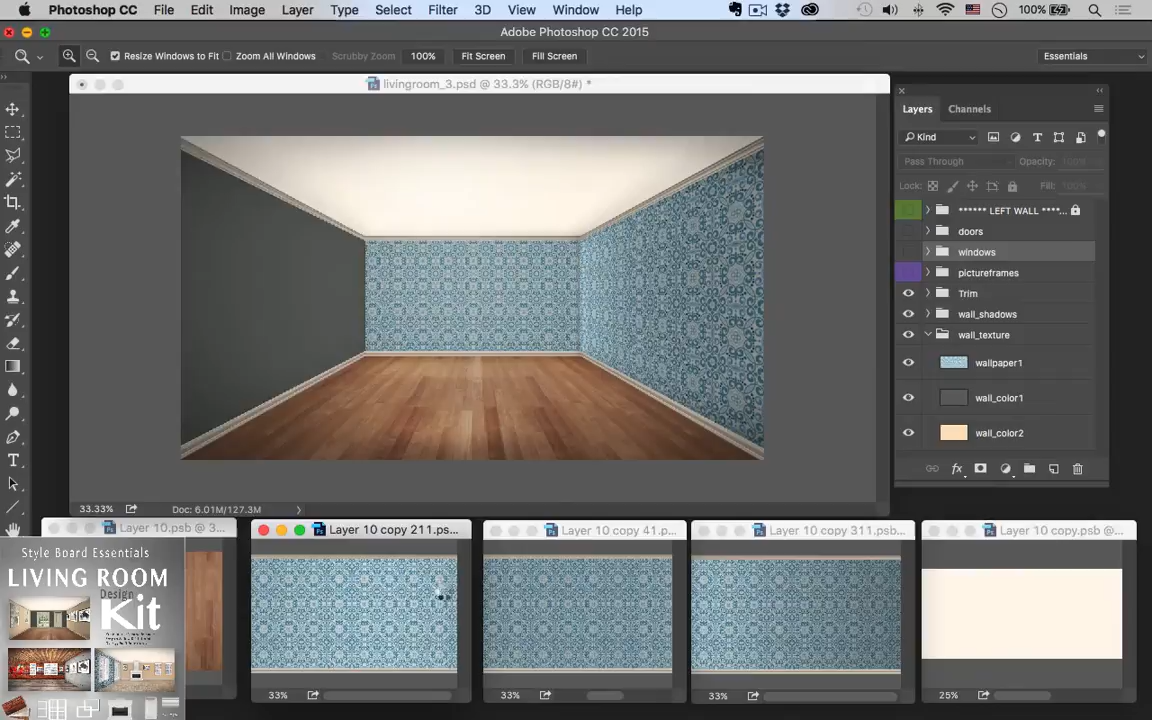 Photoshop CC File Edit Image Layer Type Select Filter 3D View Window Help 100%
Adobe Photoshop CC 2015
Resize Windows to Fit Zoom All Windows Scrubby Zoom 100% Fit Screen Fill Screen Essentials
livingroom_3.psd @ 33.3% (RGB/8#) *
Layers Channels
Kind
Pass Through Opacity: 100%
Lock: Fill: 100%
****** LEFT WALL ****...
doors
windows
pictureframes
Trim
wall_shadows
wall_texture
wallpaper1
wall_color1
wall_color2
33.33% Doc: 6.01M/127.3M
Layer 10.psb @ 3...
Layer 10 copy 211.psb...
Layer 10 copy 41.p...
Layer 10 copy 311.psb...
Layer 10 copy.psb @...
Style Board Essentials
LIVING ROOM
Design
Kit
33%
33%
33%
25%